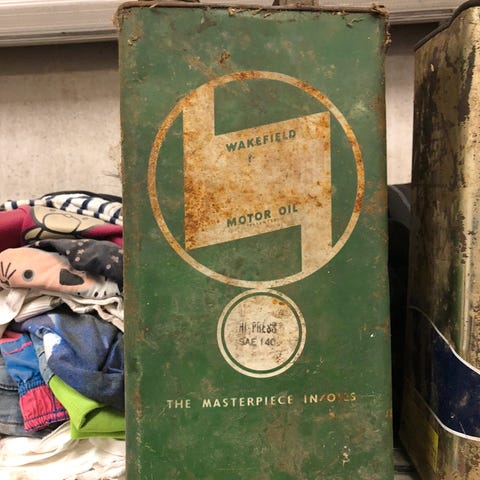 WAKEFIELD
MOTOR OIL
HI-PRESS
SAE 140
THE MASTERPIECE IN OILS